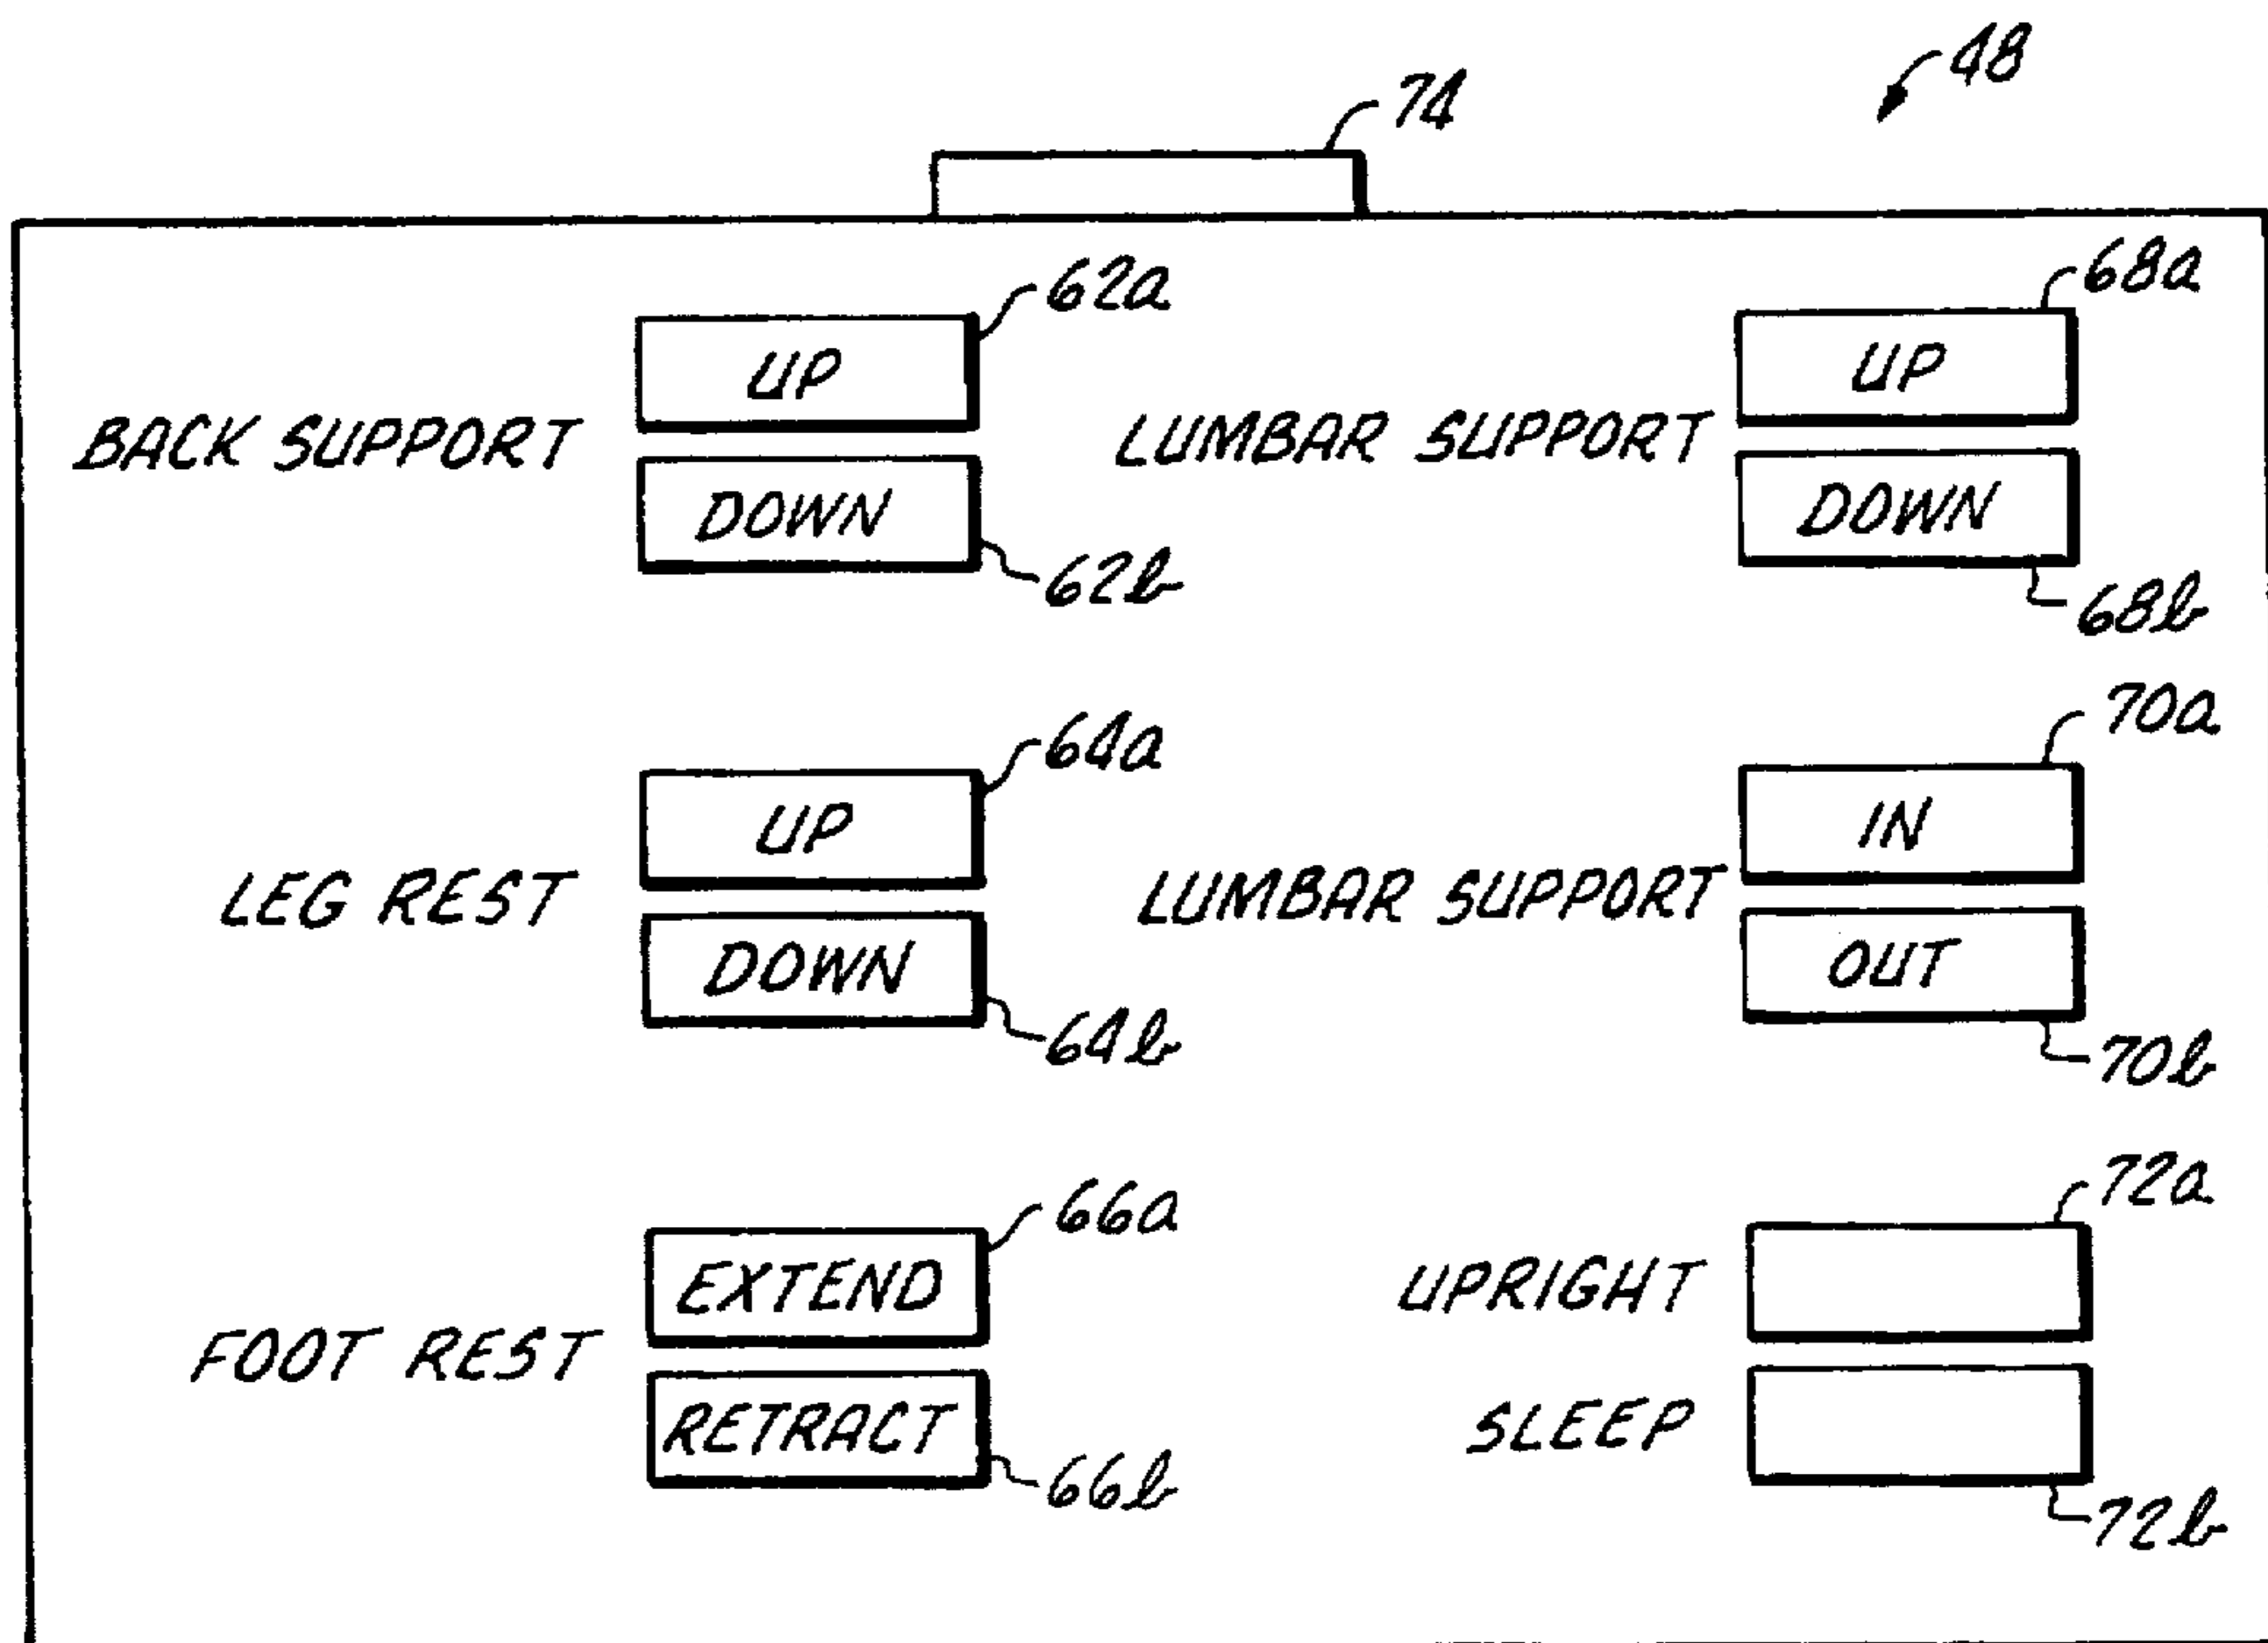 48
74
62a
68a
UP
UP
BACK SUPPORT
LUMBAR SUPPORT
DOWN
DOWN
62b
68b
64a
70a
UP
IN
LEG REST
LUMBAR SUPPORT
DOWN
OUT
64b
70b
66a
72a
EXTEND
UPRIGHT
FOOT REST
RETRACT
SLEEP
66b
72b